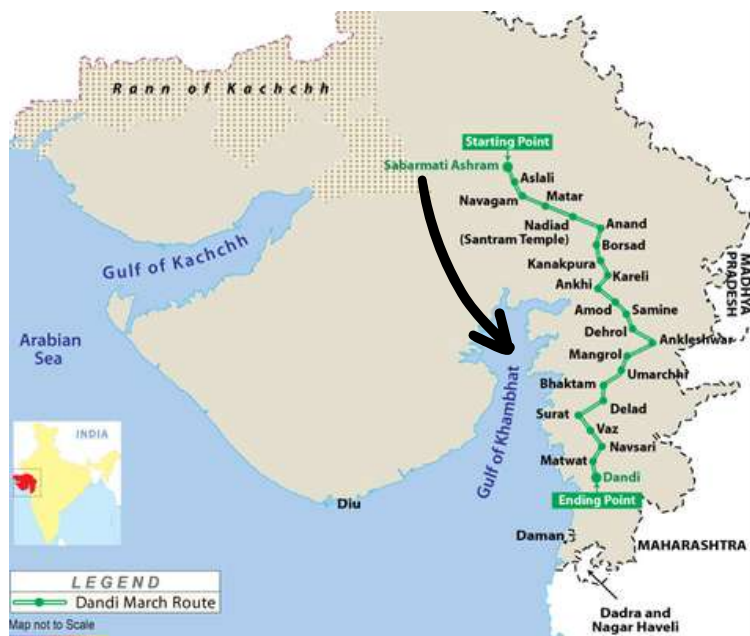 Rann of Kachchh
Starting Point
Sabarmati Ashram
Aslali
Navagam
Matar
Nadiad
(Santram Temple)
Anand
Borsad
Gulf of Kachchh
Kanakpura
Kareli
Ankhi
MADHYA
PRADESH
Amod
Samine
Arabian
Sea
Dehrol
Ankleshwar
Mangrol
Umarchhi
Gulf of Khambhat
Bhaktam
Delad
Surat
Vaz
INDIA
Navsari
Matwat
Dandi
Ending Point
Diu
Daman
MAHARASHTRA
LEGEND
Dandi March Route
Map not to Scale
Dadra and
Nagar Haveli